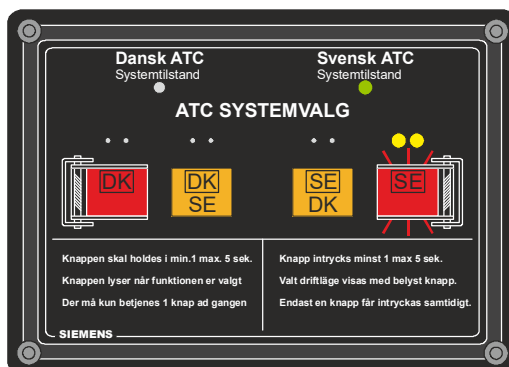 Dansk ATC
Systemtilstand
Svensk ATC
Systemtilstand
ATC SYSTEMVALG
DK
DK
SE
SE
DK
SE
Knappen skal holdes i min.1 max. 5 sek.
Knappen lyser når funktionen er valgt
Der må kun betjenes 1 knap ad gangen
Knapp intrycks minst 1 max 5 sek.
Valt driftläge visas med belyst knapp.
Endast en knapp får intryckas samtidigt.
SIEMENS